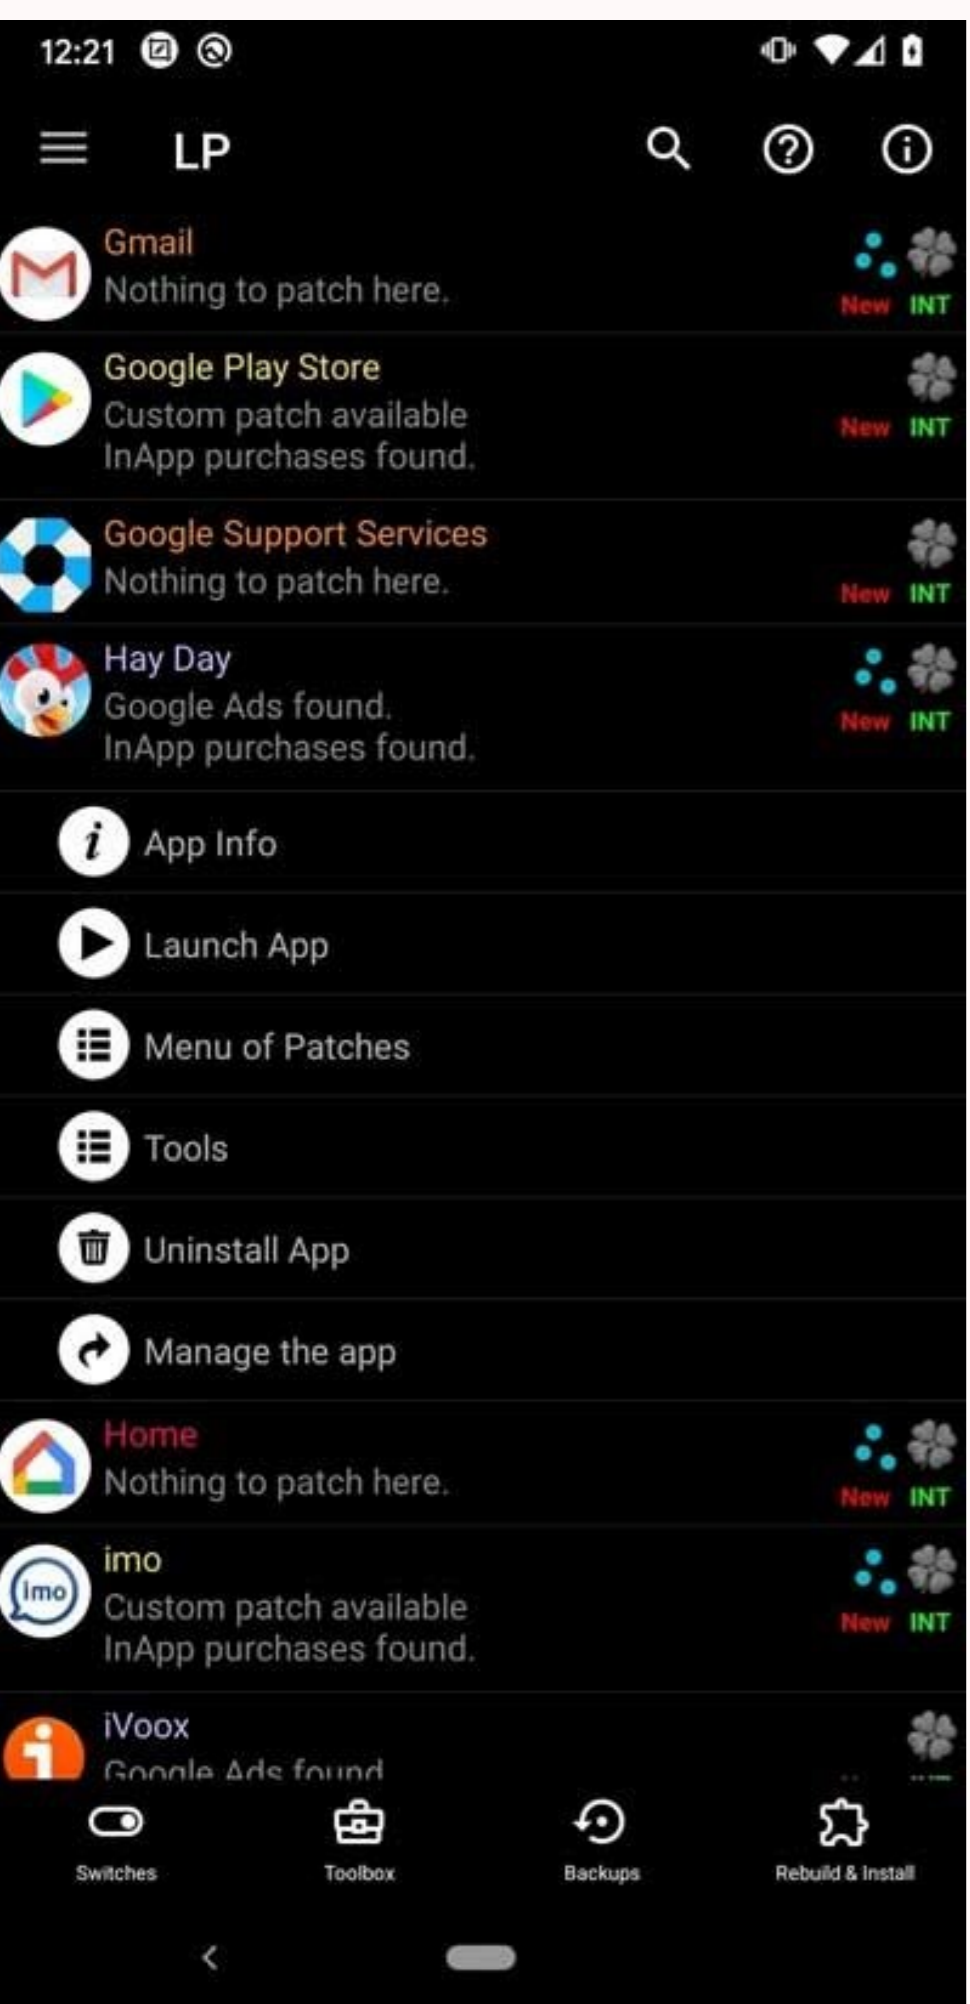 12:21
LP
Gmail
Nothing to patch here.
New INT
Google Play Store
Custom patch available
InApp purchases found.
New INT
Google Support Services
Nothing to patch here.
New INT
Hay Day
Google Ads found.
InApp purchases found.
New INT
App Info
Launch App
Menu of Patches
Tools
Uninstall App
Manage the app
Home
Nothing to patch here.
New INT
imo
imo
Custom patch available
InApp purchases found.
New INT
iVoox
Google Ads found
Switches
Toolbox
Backups
Rebuild & Install